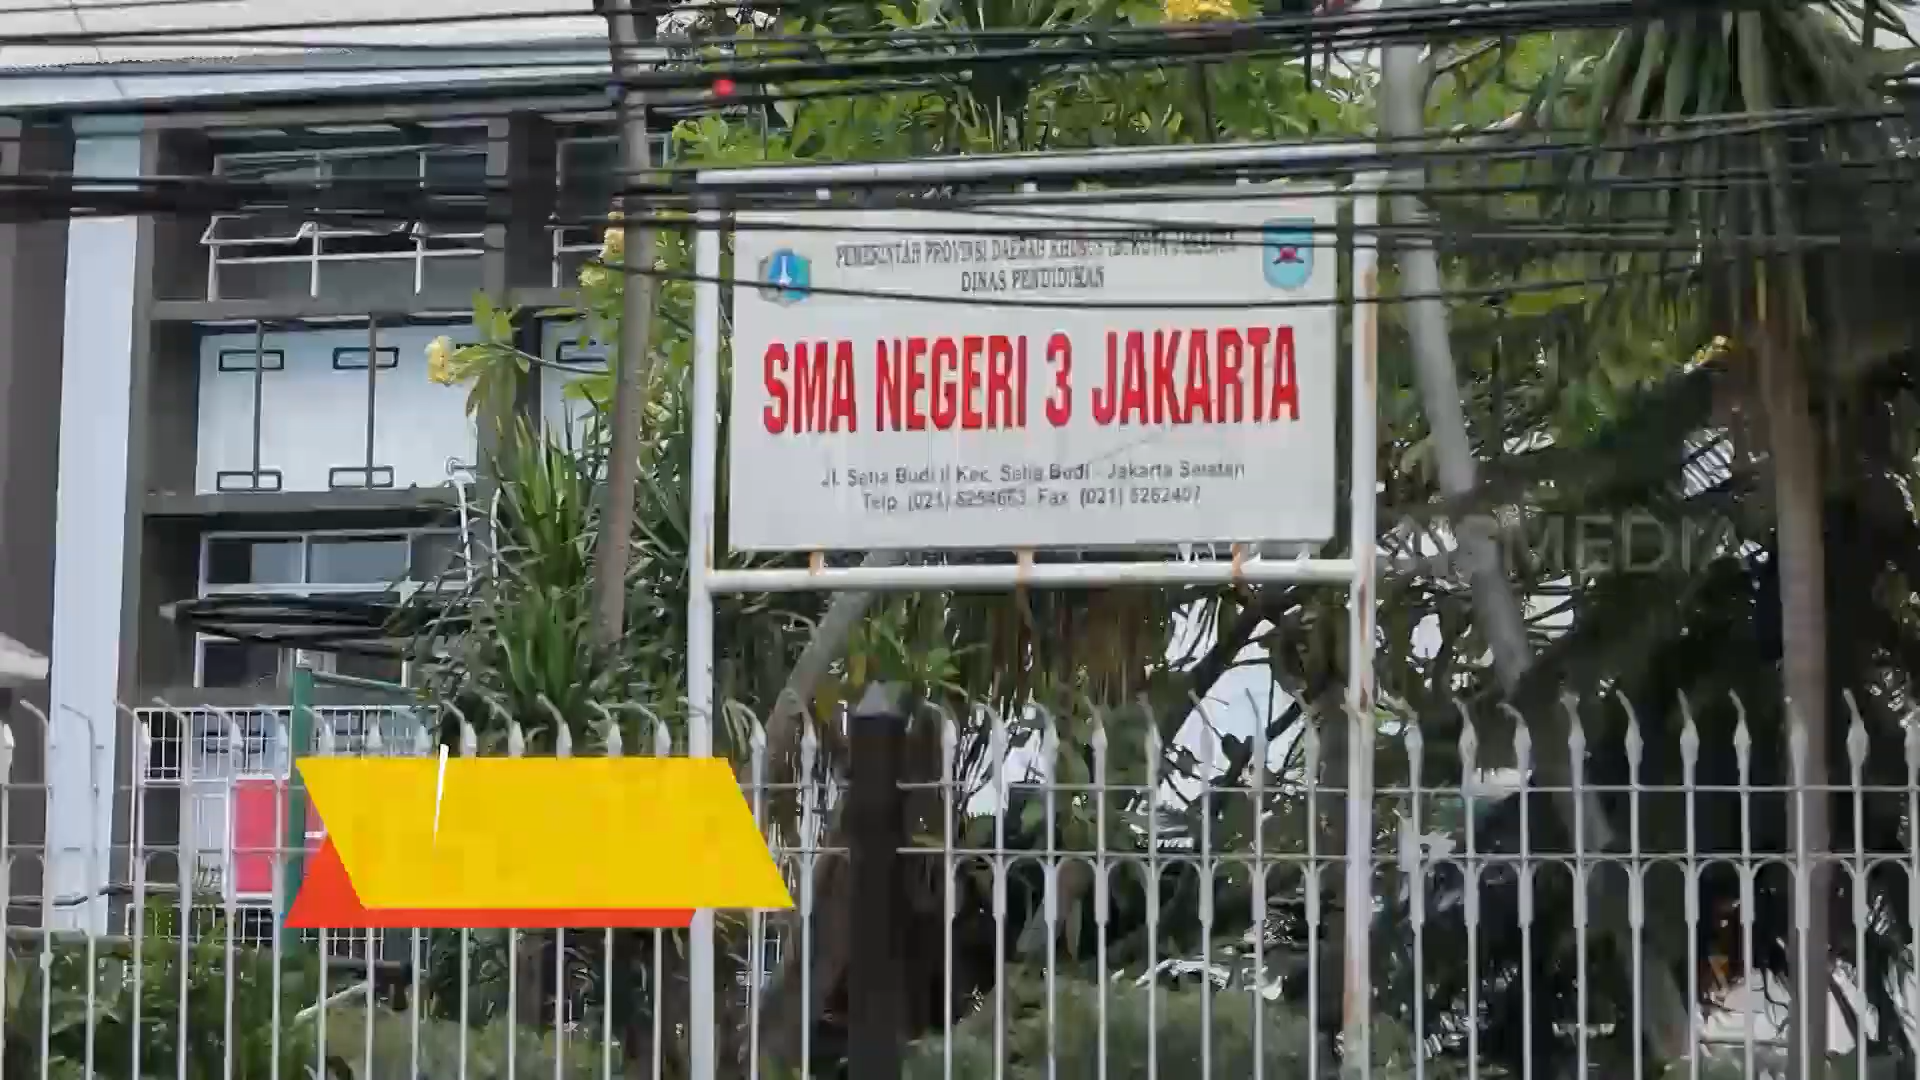 PEMERINTAH PROVINSI DAERAH KHUSUS IBUKOTA JAKARTA
DINAS PENDIDIKAN
SMA NEGERI 3 JAKARTA
Jl. Setia Budi II Kec. Setia Budi - Jakarta Selatan
Telp. (021) Fax. (021)
MEDIA